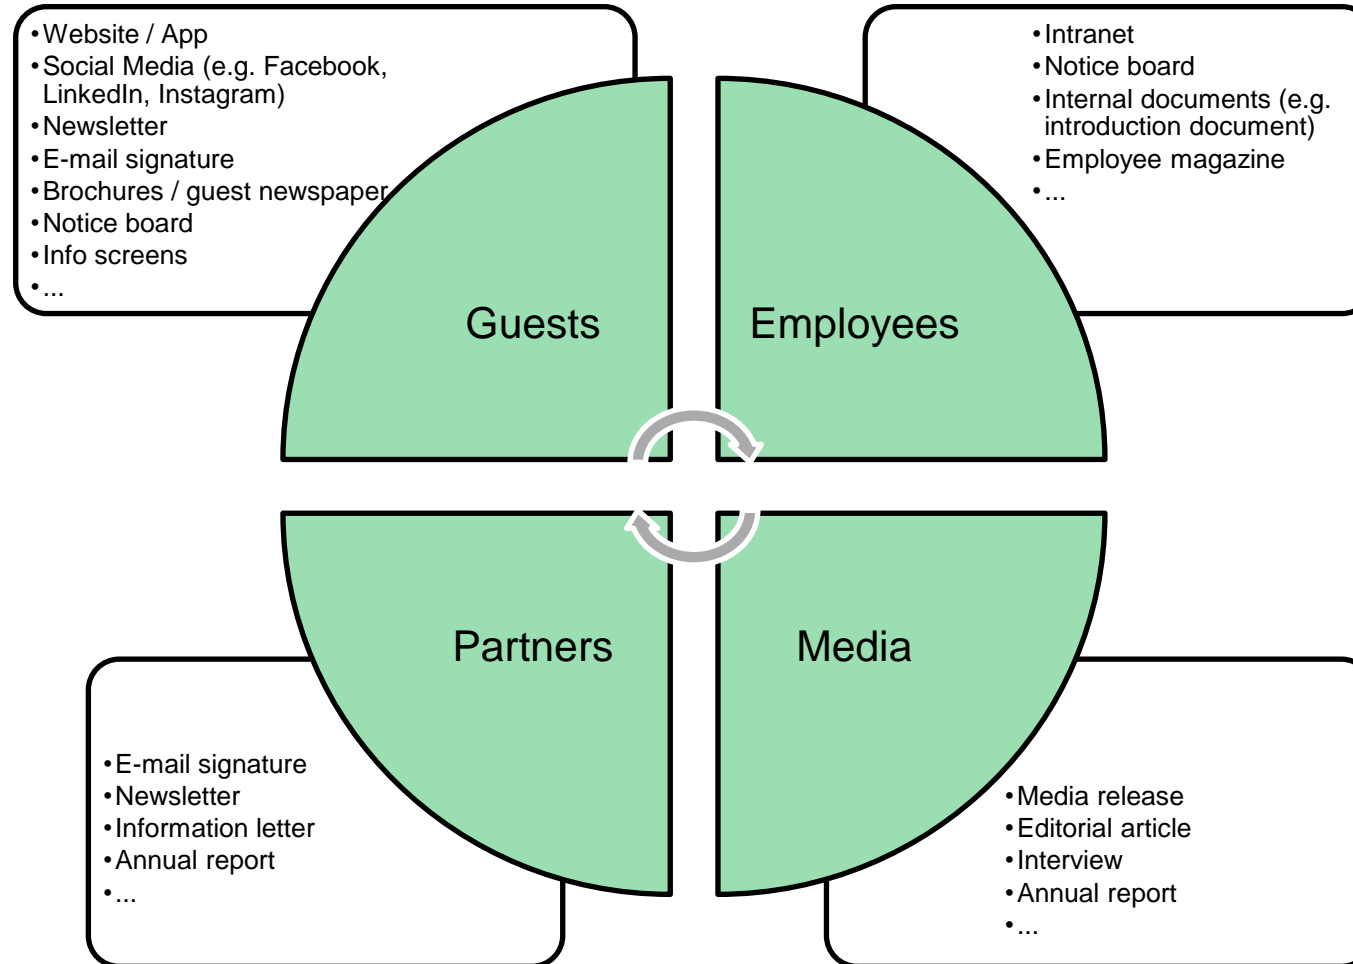 •Website / App
•Social Media (e.g. Facebook,
LinkedIn, Instagram)
•Newsletter
•E-mail signature
•Brochures / guest newspaper
•Notice board
•Info screens
•...
•Intranet
•Notice board
•Internal documents (e.g.
introduction document)
•Employee magazine
•...
Guests
Employees
Partners
Media
•E-mail signature
•Newsletter
•Information letter
•Annual report
•...
•Media release
•Editorial article
•Interview
•Annual report
•...